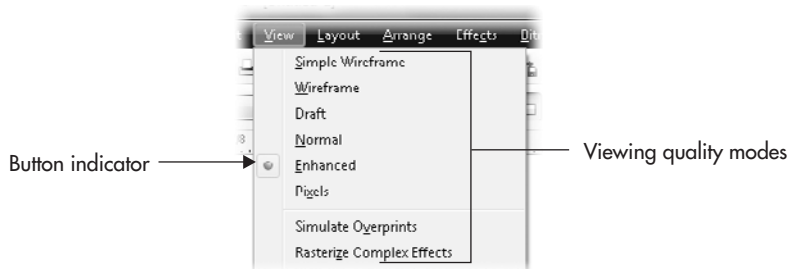 View Layout Arrange Effects
Simple Wireframe
Wireframe
Draft
Normal
Button indicator
Enhanced
Viewing quality modes
Pixels
Simulate Overprints
Rasterize Complex Effects